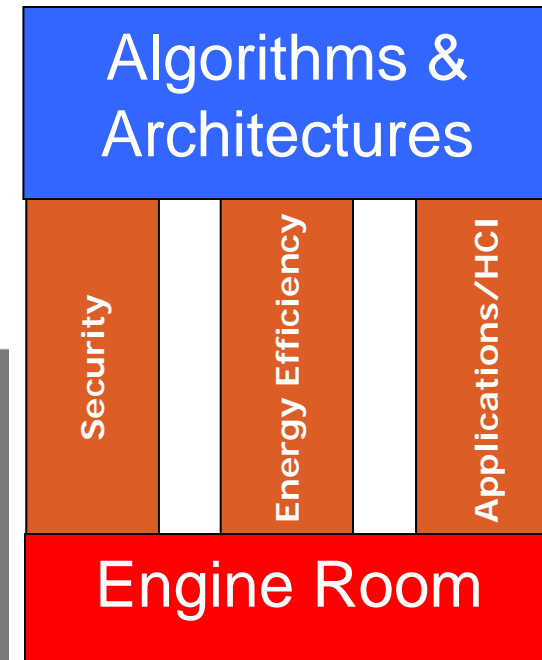 Algorithms &
Architectures
Security
Energy Efficiency
Applications/HCI
Engine Room